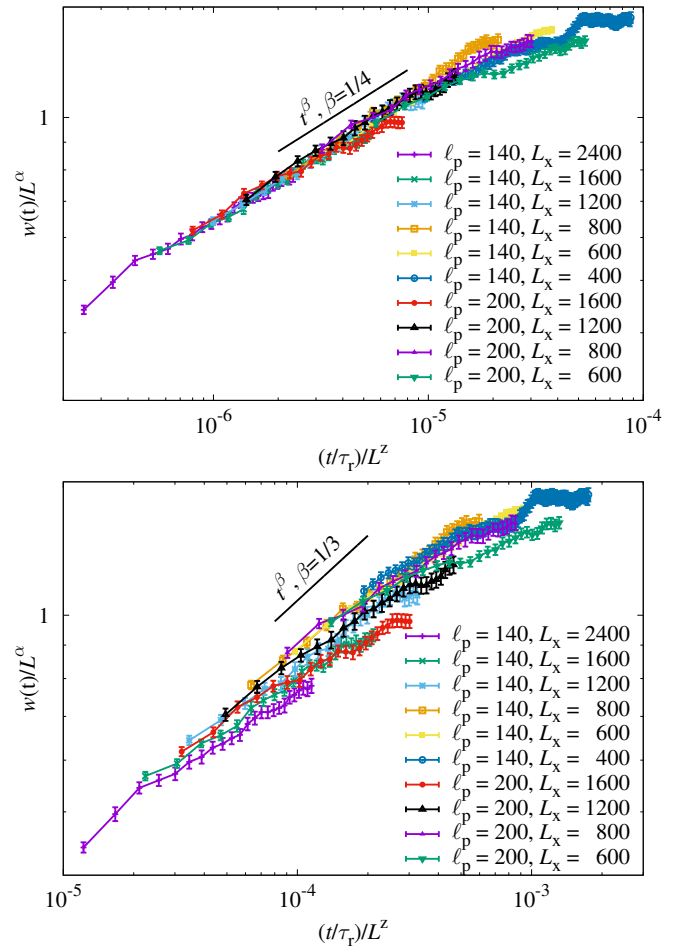 w(t)/L^α
1
t^β, β=1/4
ℓp = 140, Lx = 2400
ℓp = 140, Lx = 1600
ℓp = 140, Lx = 1200
ℓp = 140, Lx = 800
ℓp = 140, Lx = 600
ℓp = 140, Lx = 400
ℓp = 200, Lx = 1600
ℓp = 200, Lx = 1200
ℓp = 200, Lx = 800
ℓp = 200, Lx = 600
10^-6 10^-5 10^-4
(t/τr)/L^z
w(t)/L^α
1
t^β, β=1/3
ℓp = 140, Lx = 2400
ℓp = 140, Lx = 1600
ℓp = 140, Lx = 1200
ℓp = 140, Lx = 800
ℓp = 140, Lx = 600
ℓp = 140, Lx = 400
ℓp = 200, Lx = 1600
ℓp = 200, Lx = 1200
ℓp = 200, Lx = 800
ℓp = 200, Lx = 600
10^-5 10^-4 10^-3
(t/τr)/L^z